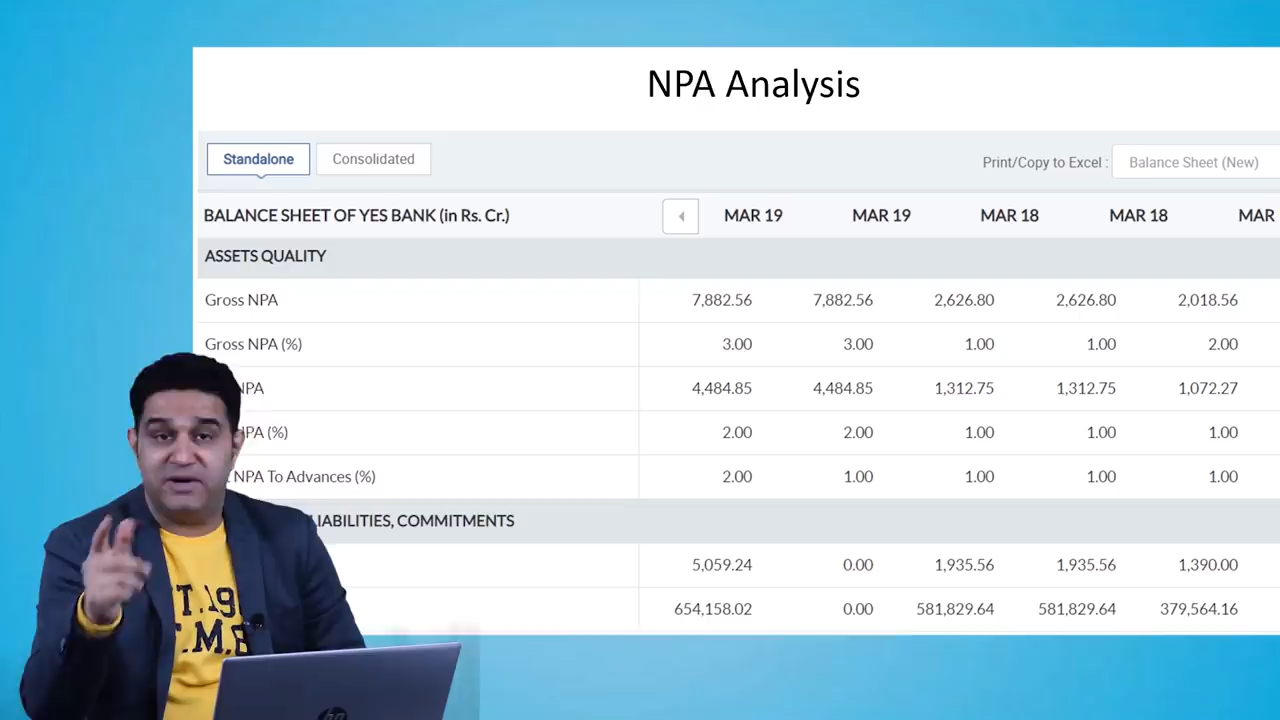 NPA Analysis
Standalone Consolidated Print/Copy to Excel : Balance Sheet (New)
BALANCE SHEET OF YES BANK (in Rs. Cr.) MAR 19 MAR 19 MAR 18 MAR 18 MAR
ASSETS QUALITY
Gross NPA 7,882.56 7,882.56 2,626.80 2,626.80 2,018.56
Gross NPA (%) 3.00 3.00 1.00 1.00 2.00
NPA 4,484.85 4,484.85 1,312.75 1,312.75 1,072.27
NPA (%) 2.00 2.00 1.00 1.00 1.00
NPA To Advances (%) 2.00 1.00 1.00 1.00 1.00
LIABILITIES, COMMITMENTS
5,059.24 0.00 1,935.56 1,935.56 1,390.00
654,158.02 0.00 581,829.64 581,829.64 379,564.16
T.19
T.M.B
hp